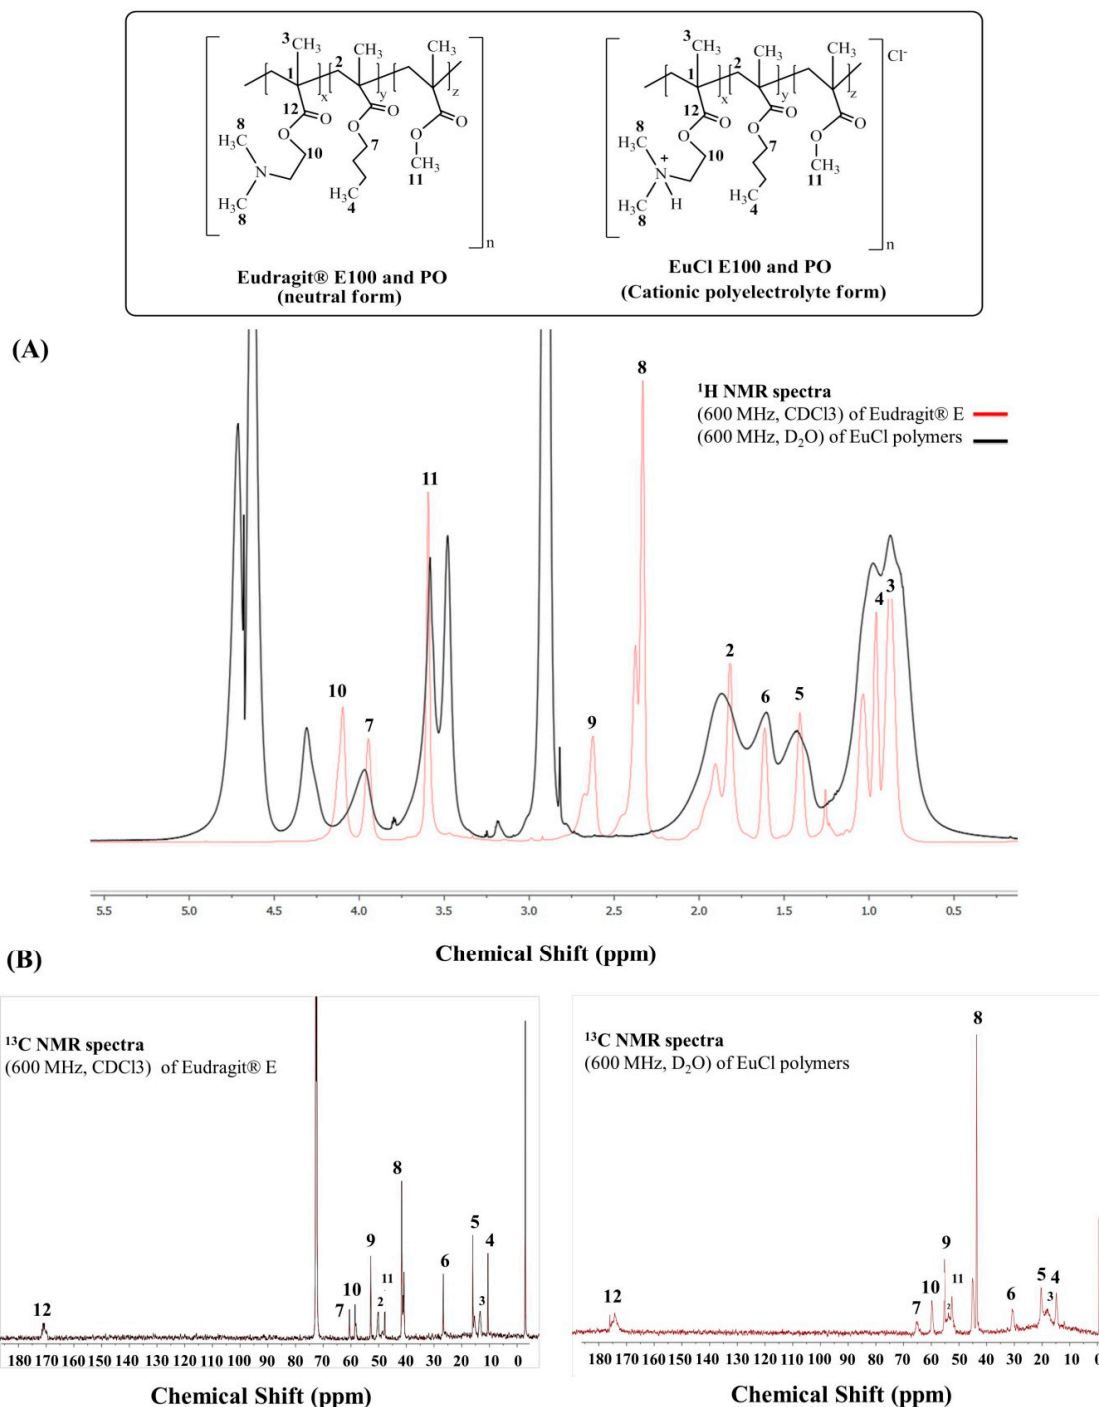 3 CH₃ 2 CH₃ CH₃
1 x y z
12 O O O
O O O
8 10 7 H₃C
H₃C 11
N
H₃C H₃C
8 4 n
Eudragit® E100 and PO
(neutral form)
3 CH₃ 2 CH₃ CH₃ Cl⁻
1 x y z
12 O O O
O O O
8 10 7 CH₃
H₃C + 11
N
H₃C H H₃C
8 4 n
EuCl E100 and PO
(Cationic polyelectrolyte form)
(A)
¹H NMR spectra
(600 MHz, CDCl3) of Eudragit® E
(600 MHz, D₂O) of EuCl polymers
10 7 11 9 8 2 6 5 4 3
5.5 5.0 4.5 4.0 3.5 3.0 2.5 2.0 1.5 1.0 0.5
Chemical Shift (ppm)
(B)
¹³C NMR spectra
(600 MHz, CDCl3) of Eudragit® E
12 7 10 9 2 11 8 6 5 3 4
180 170 160 150 140 130 120 110 100 90 80 70 60 50 40 30 20 10 0
Chemical Shift (ppm)
¹³C NMR spectra
(600 MHz, D₂O) of EuCl polymers
12 7 10 9 2 11 8 6 5 3 4
180 170 160 150 140 130 120 110 100 90 80 70 60 50 40 30 20 10 0
Chemical Shift (ppm)